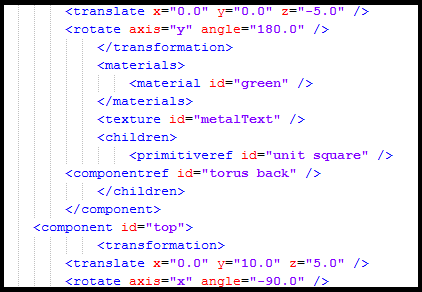 <translate x="0.0" y="0.0" z="-5.0" />
<rotate axis="y" angle="180.0" />
</transformation>
<materials>
<material id="green" />
</materials>
<texture id="metalText" />
<children>
<primitiveref id="unit square" />
<componentref id="torus back" />
</children>
</component>
<component id="top">
<transformation>
<translate x="0.0" y="10.0" z="5.0" />
<rotate axis="x" angle="-90.0" />